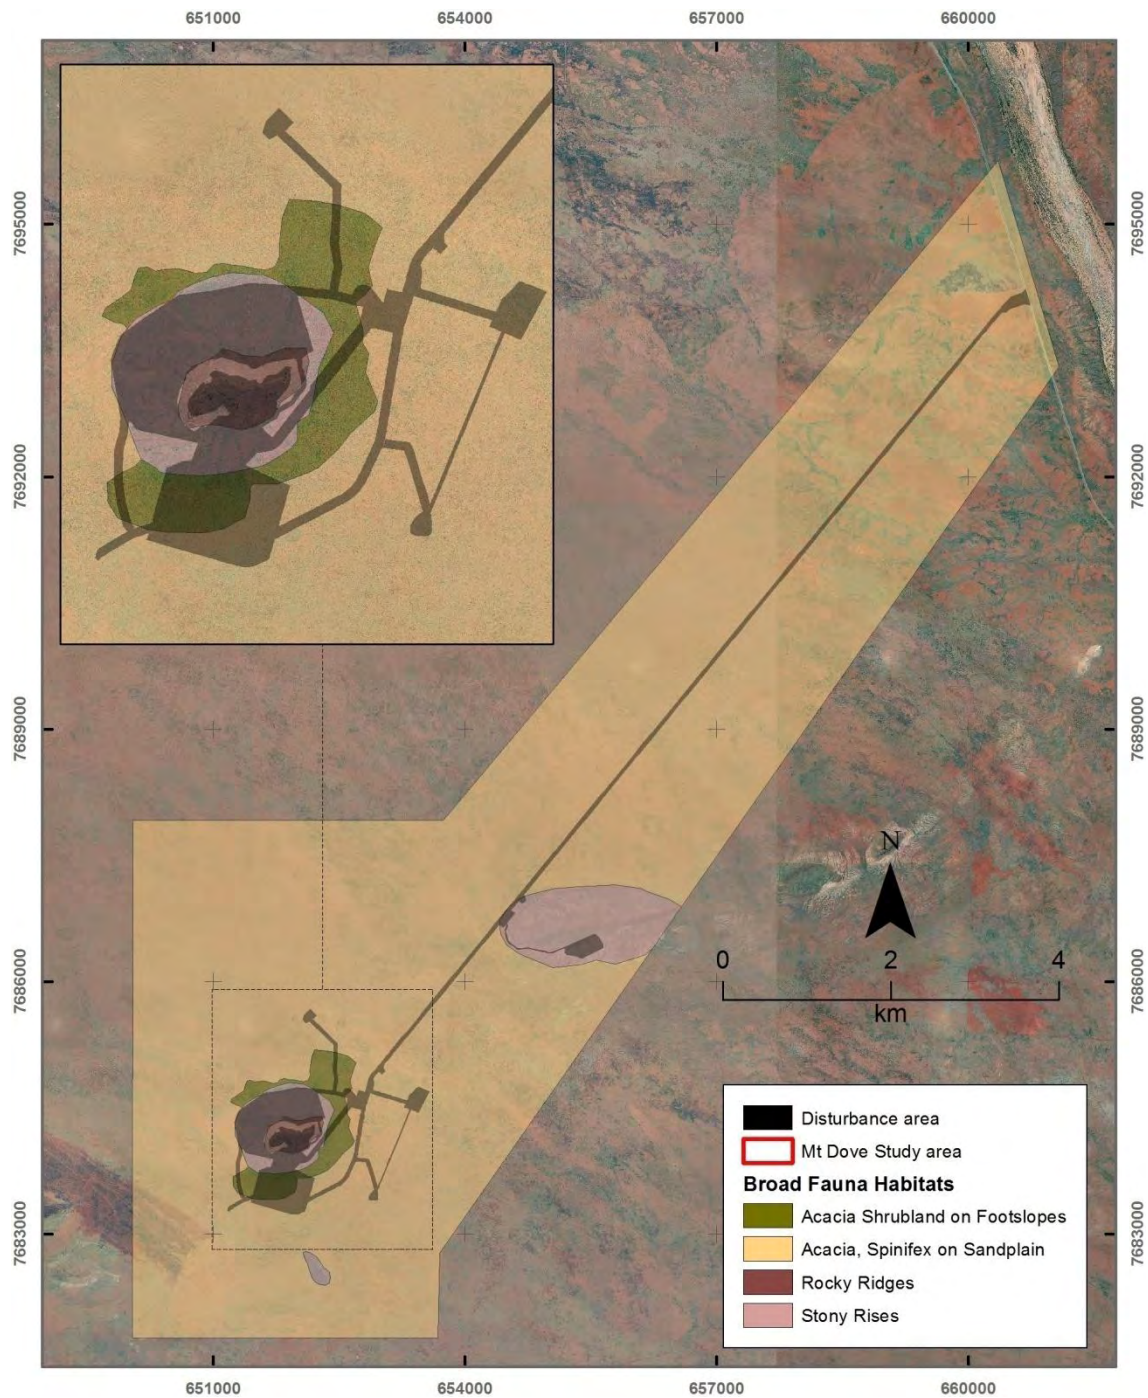 651000 654000 657000 660000
7695000 7695000
7692000 7692000
7689000 7689000
N
0 2 4
km
7686000 7686000
Disturbance area
Mt Dove Study area
Broad Fauna Habitats
Acacia Shrubland on Footslopes
7683000 7683000
Acacia, Spinifex on Sandplain
Rocky Ridges
Stony Rises
651000 654000 657000 660000